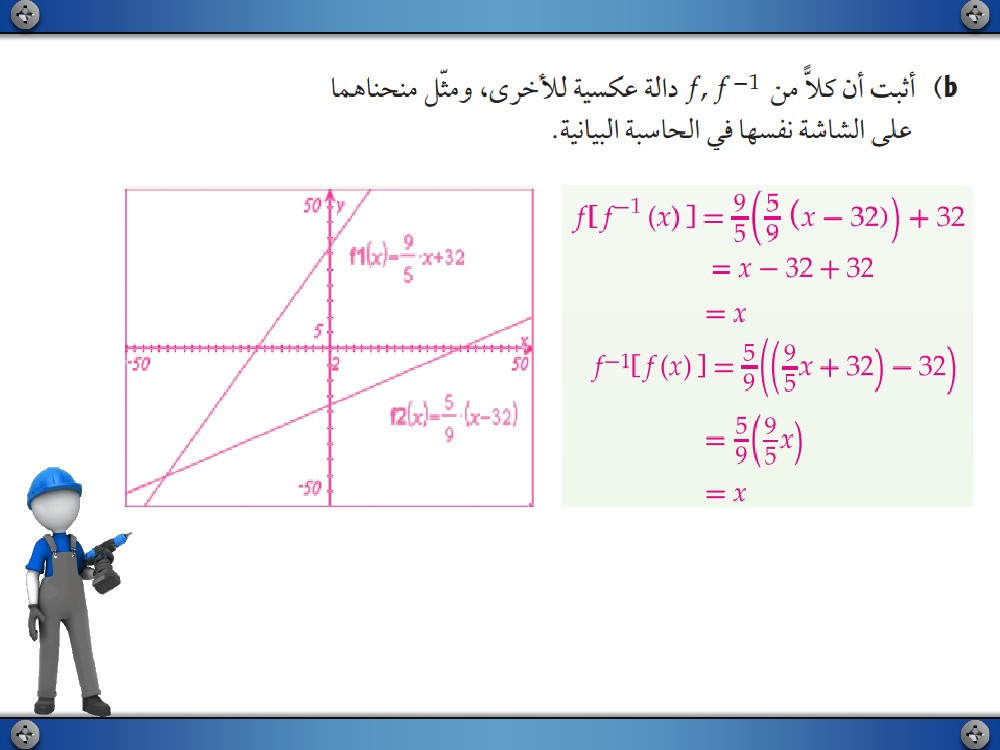 (b أثبت أن كلاًّ من f, f⁻¹ دالة عكسية للأخرى، ومثّل منحناهما
على الشاشة نفسها في الحاسبة البيانية.
f[f⁻¹(x)] = 9/5(5/9 (x − 32)) + 32
= x − 32 + 32
= x
f⁻¹[f(x)] = 5/9((9/5x + 32) − 32)
= 5/9(9/5x)
= x
50 y
f1(x)=9/5·x+32
5
x
-50 2 50
f2(x)=5/9·(x−32)
-50